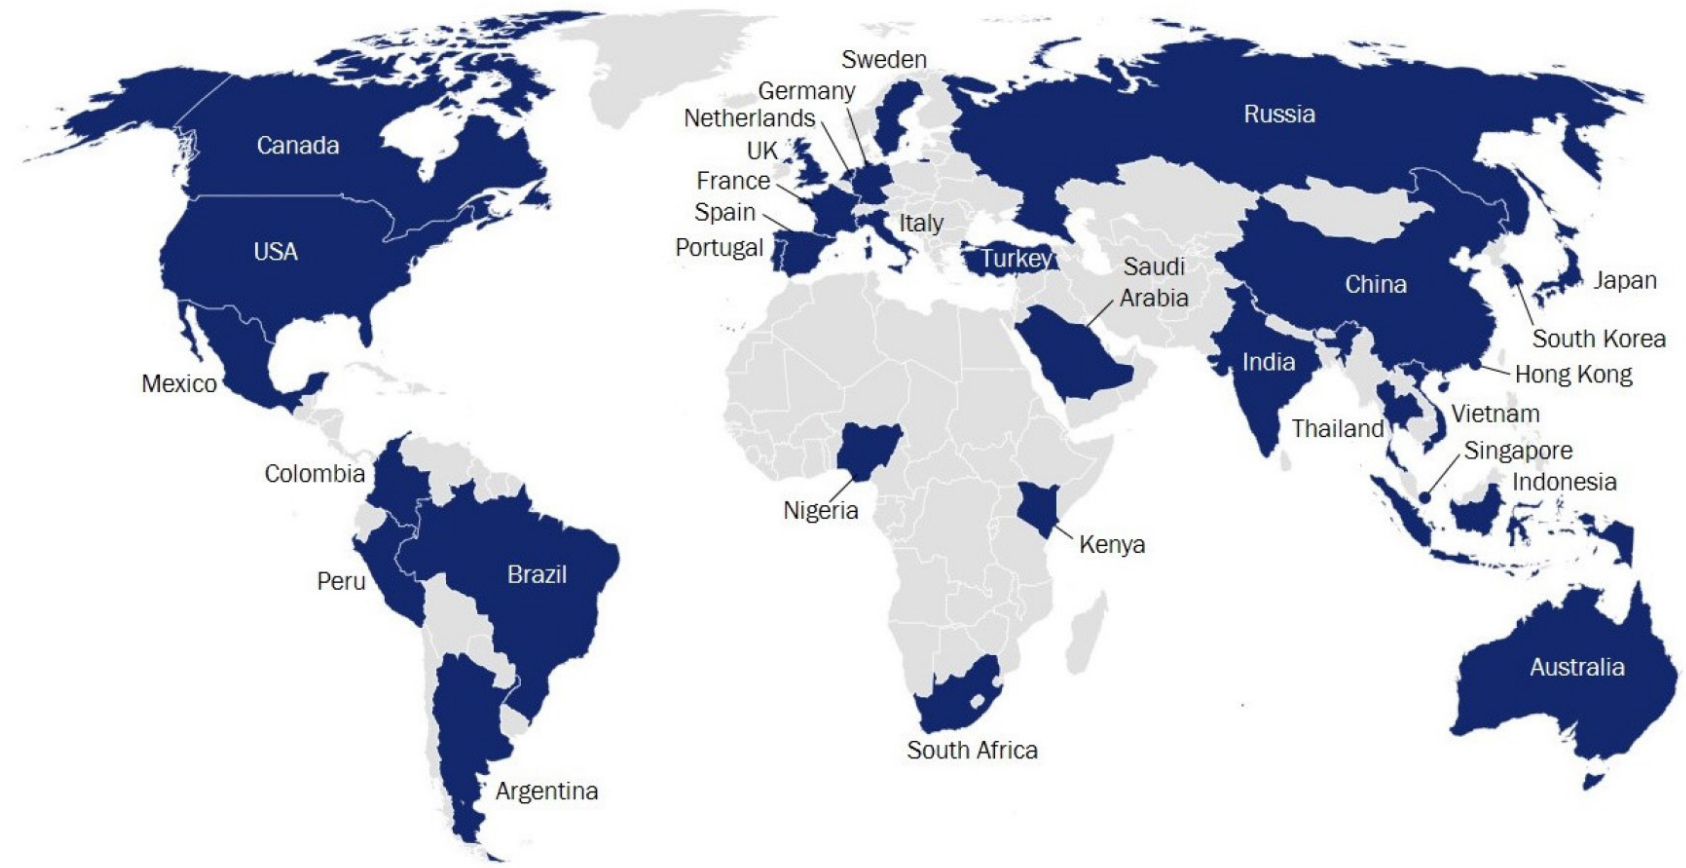 Sweden
Germany
Netherlands
UK
France
Spain
Portugal
Italy
Turkey
Saudi
Arabia
Russia
Canada
USA
Mexico
China
Japan
South Korea
Hong Kong
India
Thailand
Vietnam
Singapore
Indonesia
Colombia
Peru
Brazil
Argentina
Nigeria
Kenya
South Africa
Australia